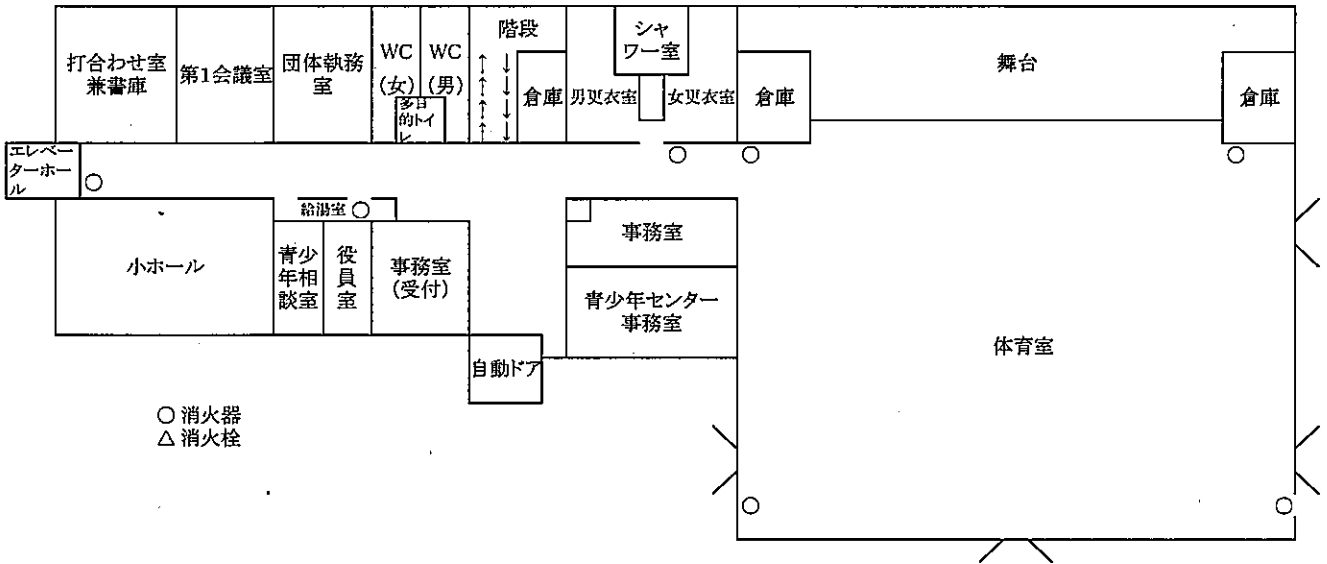 打合わせ室
兼書庫
第1会議室
団体執務
室
WC
(女)
WC
(男)
多目
的トイ
レ
階段
倉庫
男更衣室
シャ
ワー室
女更衣室
倉庫
舞台
倉庫
エレベー
ターホー
ル
給湯室
小ホール
青少
年相
談室
役
員
室
事務室
(受付)
事務室
青少年センター
事務室
自動ドア
体育室
○ 消火器
△ 消火栓